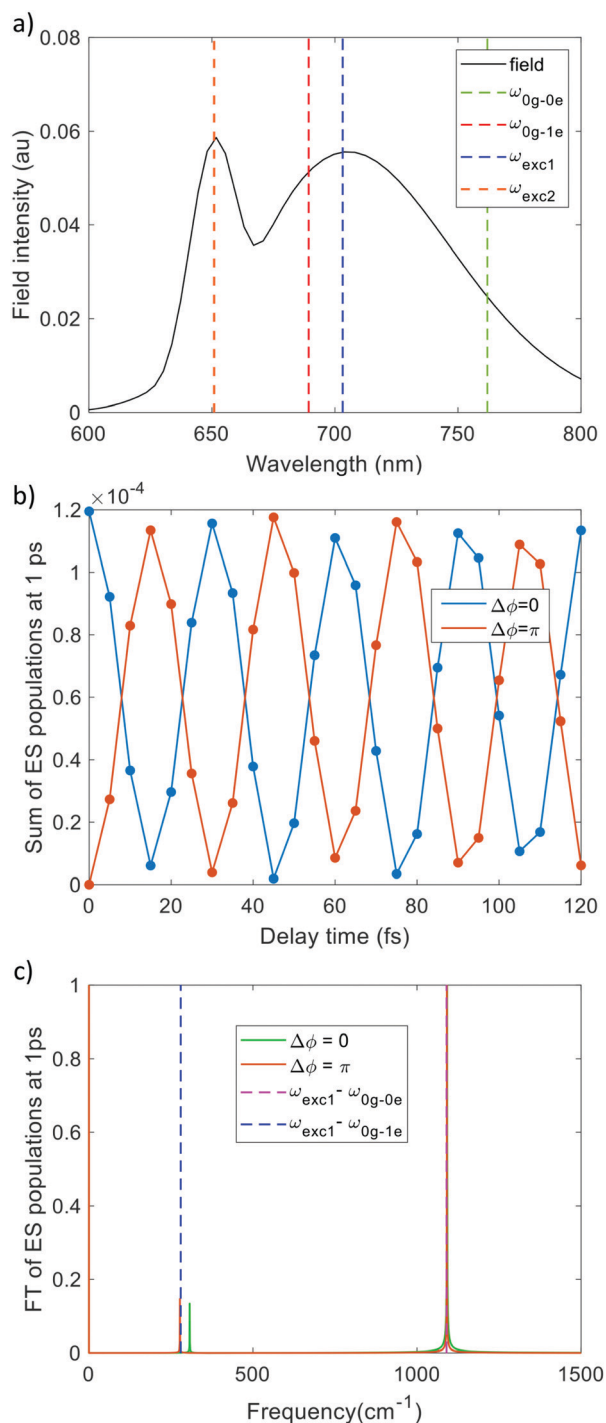 a)
0.08
0.06
0.04
0.02
0
Field intensity (au)
field
ω0g-0e
ω0g-1e
ωexc1
ωexc2
600 650 700 750 800
Wavelength (nm)
b)
×10-4
1.2
1.0
0.8
0.6
0.4
0.2
0
Sum of ES populations at 1 ps
Δϕ=0
Δϕ=π
0 20 40 60 80 100 120
Delay time (fs)
c)
1
0.8
0.6
0.4
0.2
0
FT of ES populations at 1ps
Δϕ = 0
Δϕ = π
ωexc1- ω0g-0e
ωexc1- ω0g-1e
0 500 1000 1500
Frequency(cm-1)